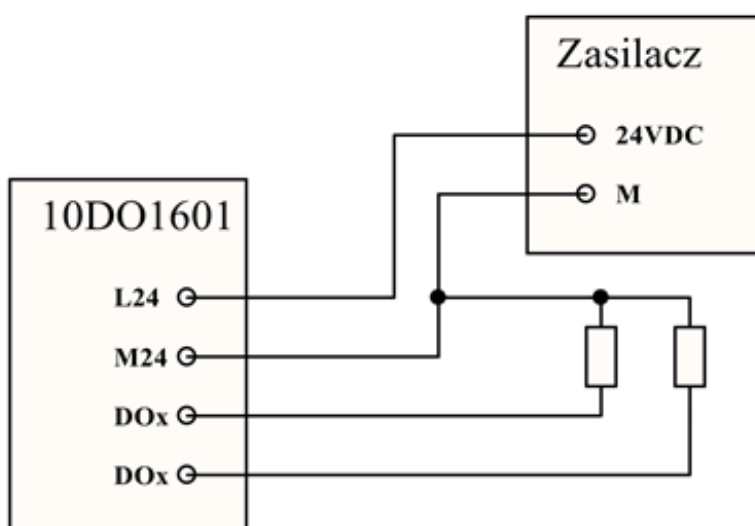 Zasilacz
24VDC
M
10DO1601
L24
M24
DOx
DOx